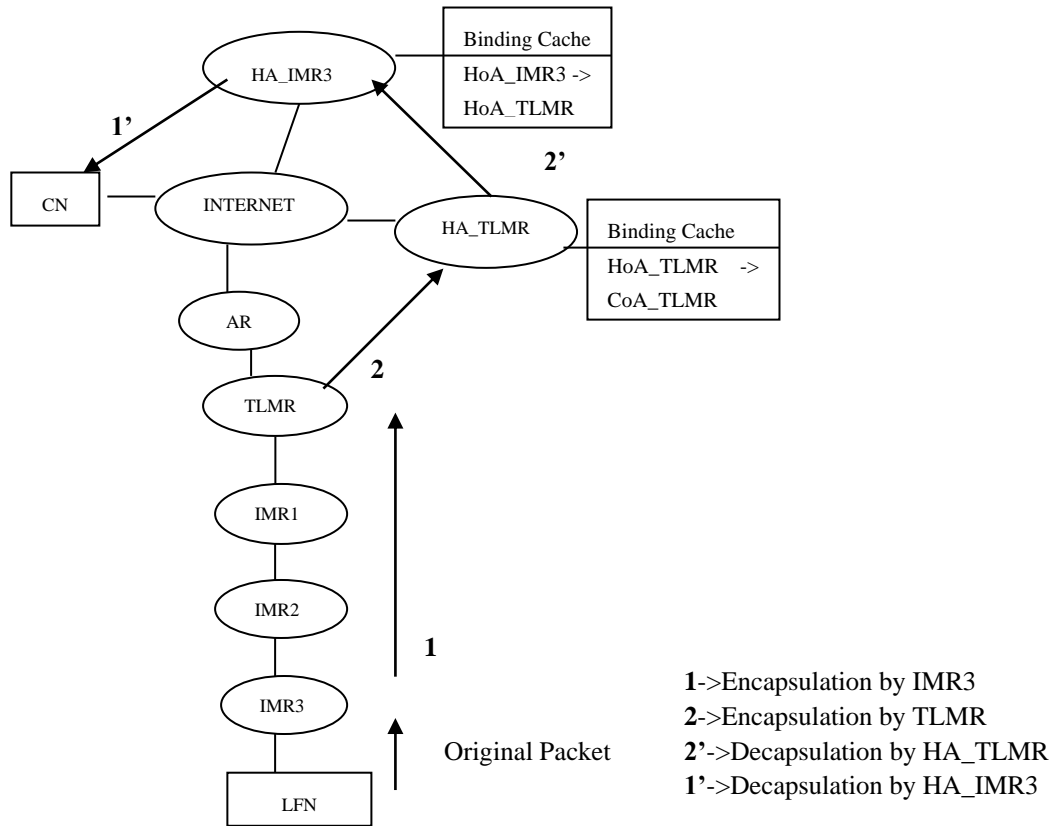 Binding Cache
HoA_IMR3 ->
HoA_TLMR
HA_IMR3
1’
2’
CN
INTERNET
HA_TLMR
Binding Cache
HoA_TLMR ->
CoA_TLMR
AR
2
TLMR
IMR1
IMR2
1
IMR3
Original Packet
LFN
1->Encapsulation by IMR3
2->Encapsulation by TLMR
2’->Decapsulation by HA_TLMR
1’->Decapsulation by HA_IMR3